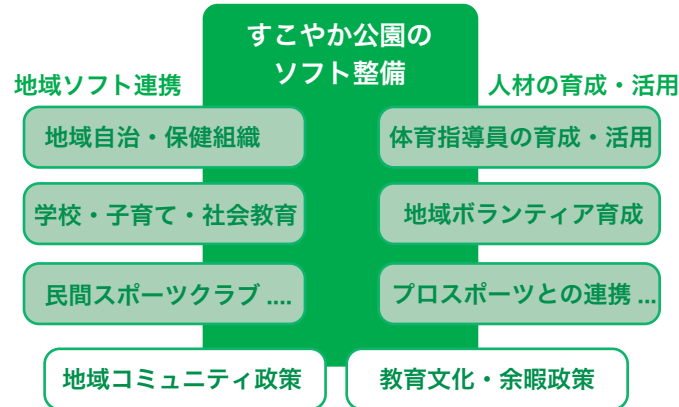 すこやか公園の
ソフト整備
地域ソフト連携
地域自治・保健組織
学校・子育て・社会教育
民間スポーツクラブ ....
人材の育成・活用
体育指導員の育成・活用
地域ボランティア育成
プロスポーツとの連携 ...
地域コミュニティ政策
教育文化・余暇政策